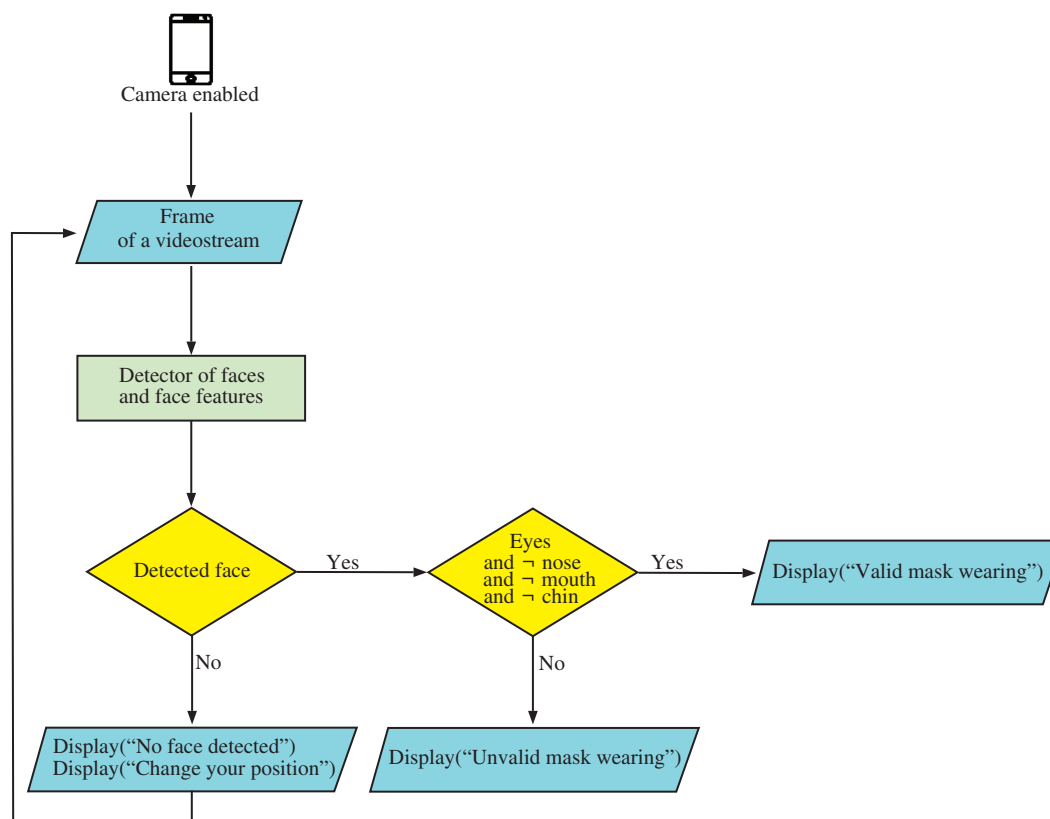 Camera enabled
Frame
of a videostream
Detector of faces
and face features
Detected face
Yes
Eyes
and ¬ nose
and ¬ mouth
and ¬ chin
Yes
Display(“Valid mask wearing”)
No
No
Display(“No face detected”)
Display(“Change your position”)
Display(“Unvalid mask wearing”)